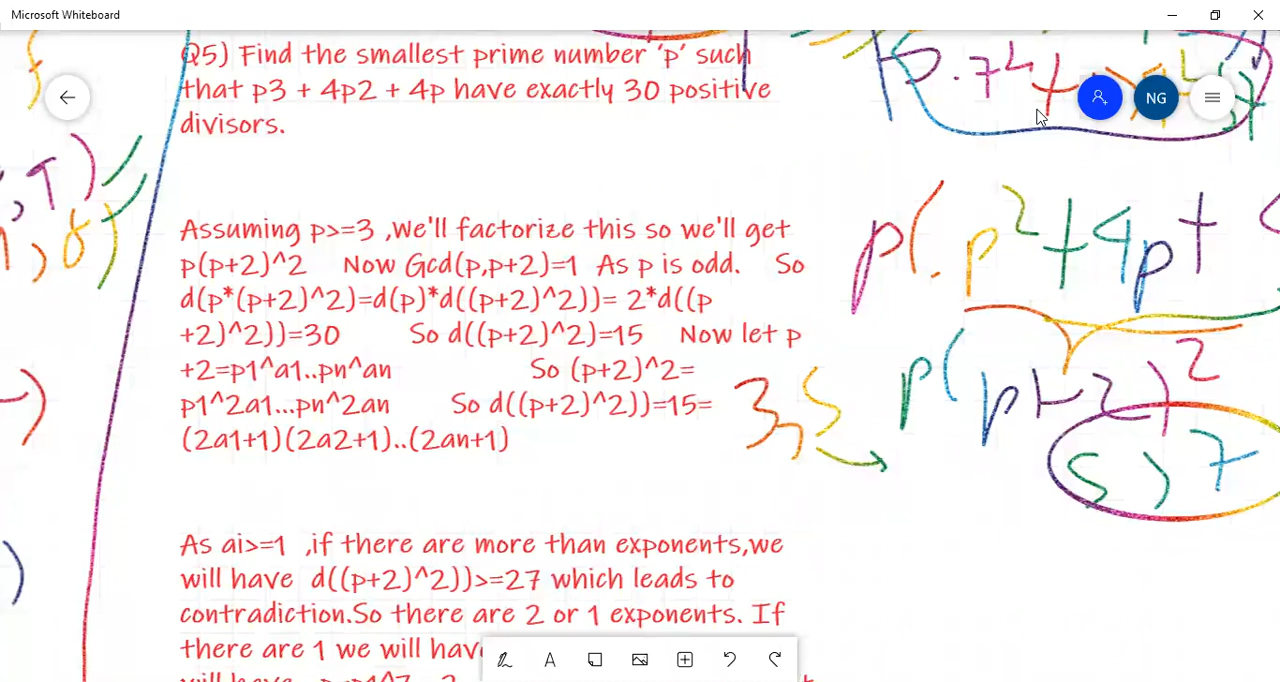 Microsoft Whiteboard
Q5) Find the smallest prime number 'p' such
that p3 + 4p2 + 4p have exactly 30 positive
divisors.
NG
Assuming p>=3 ,we'll factorize this so we'll get
p(p+2)^2 Now Gcd(p,p+2)=1 As p is odd. So
d(p*(p+2)^2)=d(p)*d((p+2)^2))= 2*d((p
+2)^2))=30 So d((p+2)^2)=15 Now let p
+2=p1^a1..pn^an So (p+2)^2=
p1^2a1...pn^2an So d((p+2)^2))=15=
(2a1+1)(2a2+1)..(2an+1)
p(p2+4p+
p(p+2)2
3,5
5,7
As ai>=1 ,if there are more than exponents,we
will have d((p+2)^2))>=27 which leads to
contradiction.So there are 2 or 1 exponents. If
there are 1 we will have